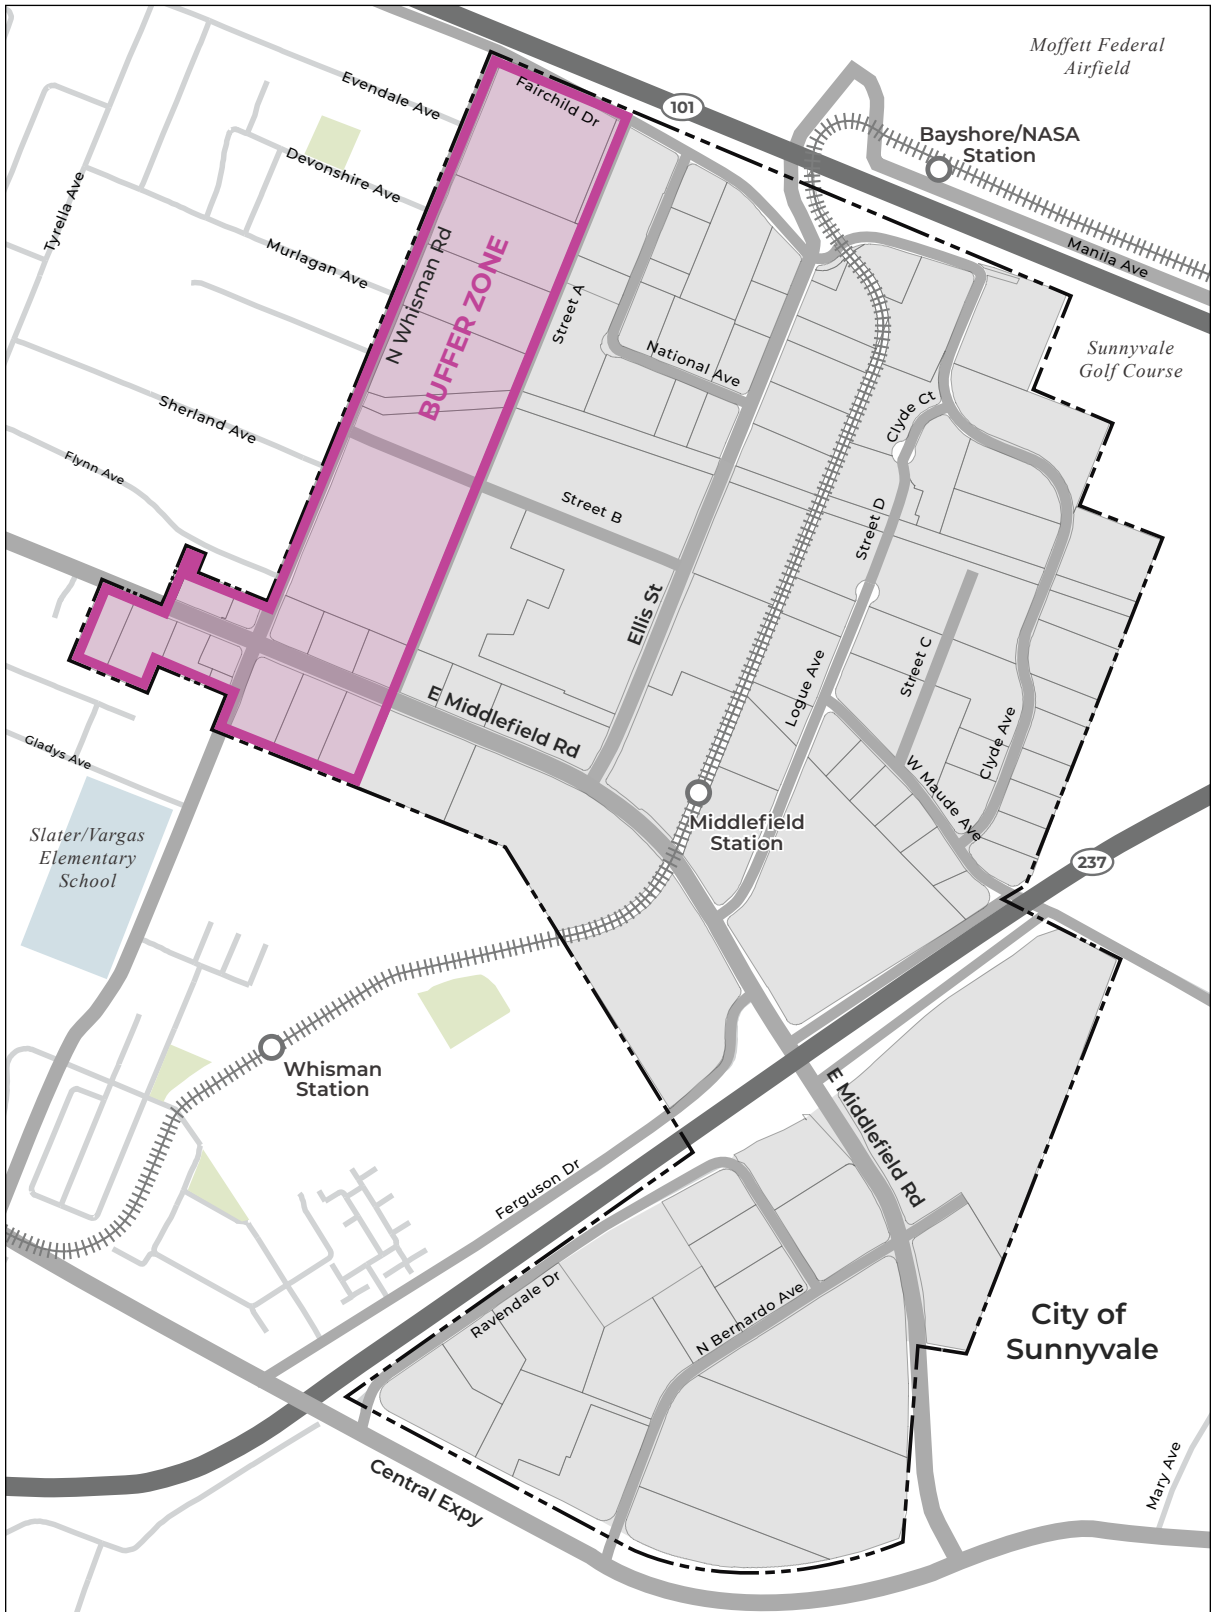 Moffett Federal
Airfield
Evendale Ave
Fairchild Dr
101
Bayshore/NASA
Station
Devonshire Ave
Tyrella Ave
Murlagan Ave
N Whisman Rd
BUFFER ZONE
Manila Ave
Street A
National Ave
Sunnyvale
Golf Course
Sherland Ave
Clyde Ct
Flynn Ave
Street B
Street D
Ellis St
Street C
Logue Ave
E Middlefield Rd
Clyde Ave
W Maude Ave
Gladys Ave
Middlefield
Station
Slater/Vargas
Elementary
School
237
Whisman
Station
E Middlefield Rd
Ferguson Dr
Ravendale Dr
N Bernardo Ave
City of
Sunnyvale
Central Expy
Mary Ave